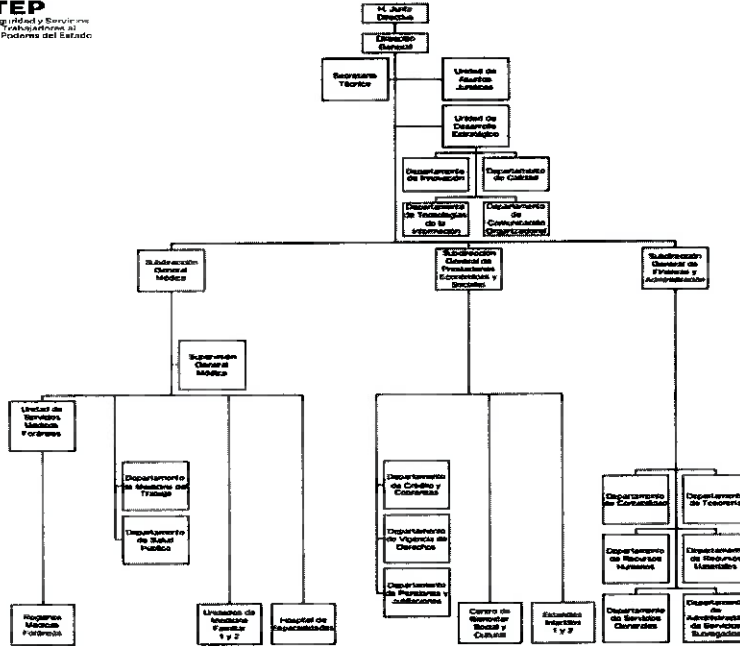 TEP
guridad y Servicios
Trabajadores al
Poderes del Estado
H. Junta
Directiva
Dirección
General
Secretaría
Técnica
Unidad de
Asuntos
Jurídicos
Unidad de
Desarrollo
Estratégico
Departamento
de Innovación
Departamento
de Calidad
Departamento
de Tecnologías
de la
Información
Departamento
de
Comunicación
Organizacional
Subdirección
General
Médica
Subdirección
General de
Prestaciones
Económicas y
Sociales
Subdirección
General de
Finanzas y
Administración
Supervisión
General
Médica
Unidad de
Servicios
Médicos
Foráneos
Departamento
de Medicina del
Trabajo
Departamento
de Salud
Pública
Departamento
de Crédito y
Cobranzas
Departamento
de Vigencia de
Derechos
Departamento
de Pensiones y
Jubilaciones
Departamento
de Contabilidad
Departamento
de Tesorería
Departamento
de Recursos
Humanos
Departamento
de Recursos
Materiales
Departamento
de Servicios
Generales
Departamento
de
Administración
de Servicios
Subrogados
Regiones
Médicas
Foráneas
Unidades de
Medicina
Familiar
1 y 2
Hospital de
Especialidades
Centro de
Bienestar
Social y
Cultural
Estancias
Infantiles
1 y 2